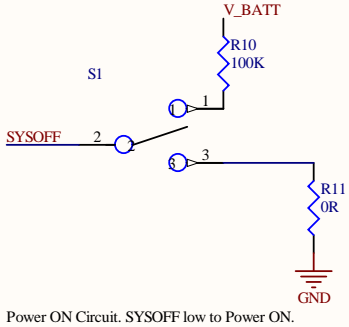 V_BATT
R10
100K
S1
1
1
SYSOFF
2
2
3
3
R11
0R
GND
Power ON Circuit. SYSOFF low to Power ON.